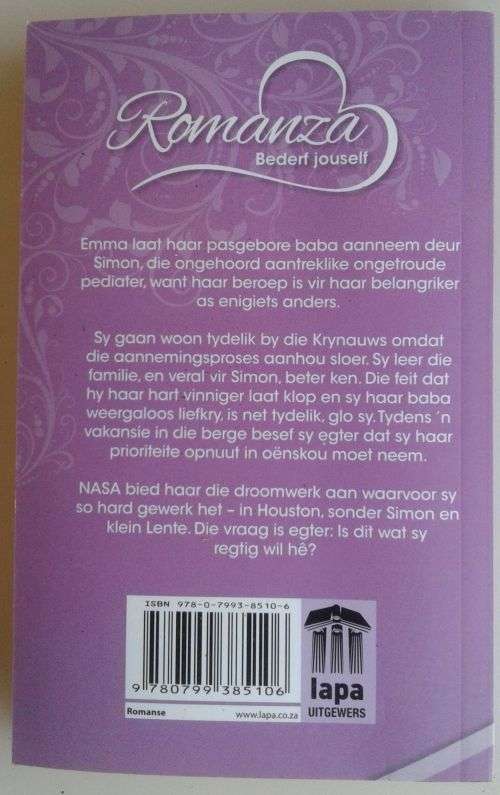 Romanza
Bederf jouself
Emma laat haar pasgebore baba aanneem deur
Simon, die ongehoord aantreklike ongetroude
pediater, want haar beroep is vir haar belangriker
as enigiets anders.
Sy gaan woon tydelik by die Krynauws omdat
die aannemingsproses aanhou sloer. Sy leer die
familie, en veral vir Simon, beter ken. Die feit dat
hy haar hart vinniger laat klop en sy haar baba
weergaloos liefkry, is net tydelik, glo sy. Tydens ´n
vakansie in die berge besef sy egter dat sy haar
prioriteite opnuut in oënskou moet neem.
NASA bied haar die droomwerk aan waarvoor sy
so hard gewerk het – in Houston, sonder Simon en
klein Lente. Die vraag is egter: Is dit wat sy
regtig wil hê?
ISBN 978-0-7993-8510-6
9 780799 385106
Romanse www.lapa.co.za
lapa
UITGEWERS